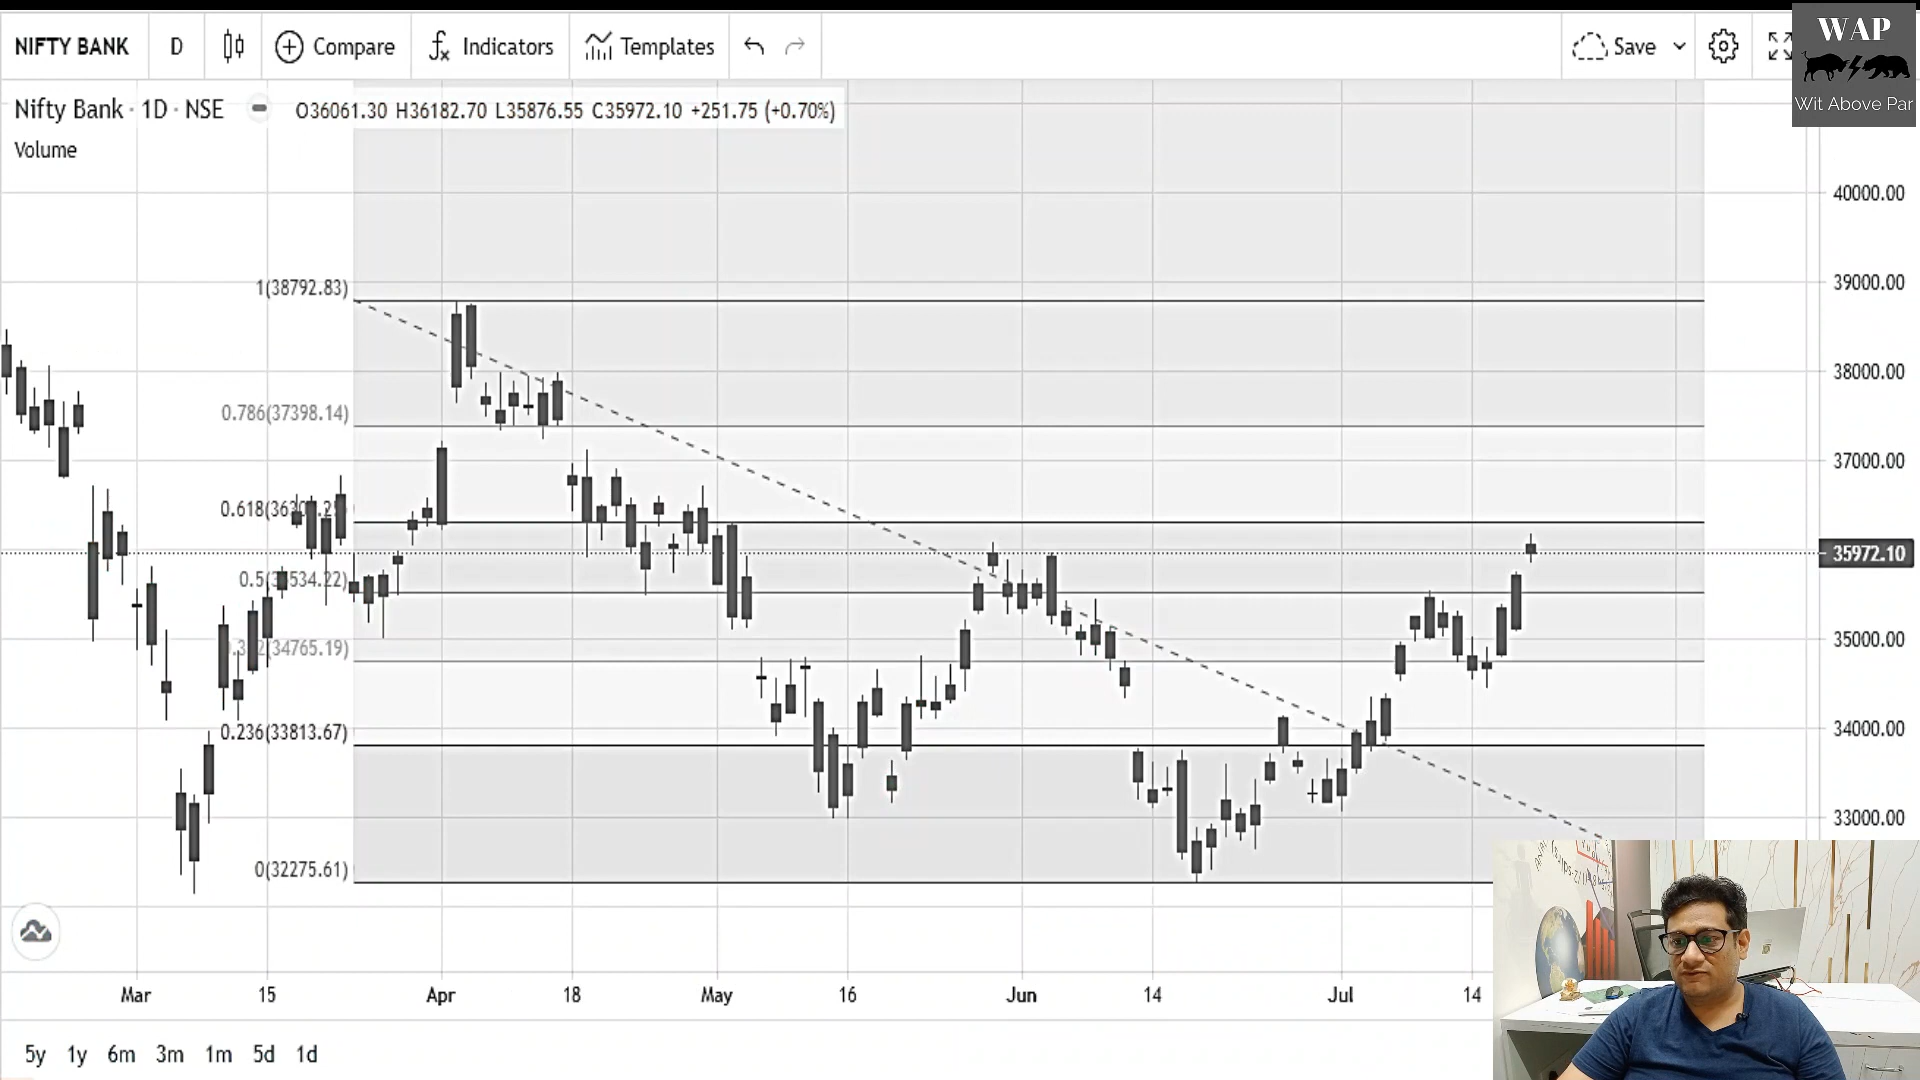 NIFTY BANK D Compare Indicators Templates Save
WAP
Wit Above Par
Nifty Bank · 1D · NSE O36061.30 H36182.70 L35876.55 C35972.10 +251.75 (+0.70%)
Volume
40000.00
1(38792.83)
39000.00
38000.00
0.786(37398.14)
37000.00
0.618(
35972.10
0.5(
35000.00
34765.19)
34000.00
0.236(33813.67)
33000.00
0(32275.61)
Mar 15 Apr 18 May 16 Jun 14 Jul 14
5y 1y 6m 3m 1m 5d 1d